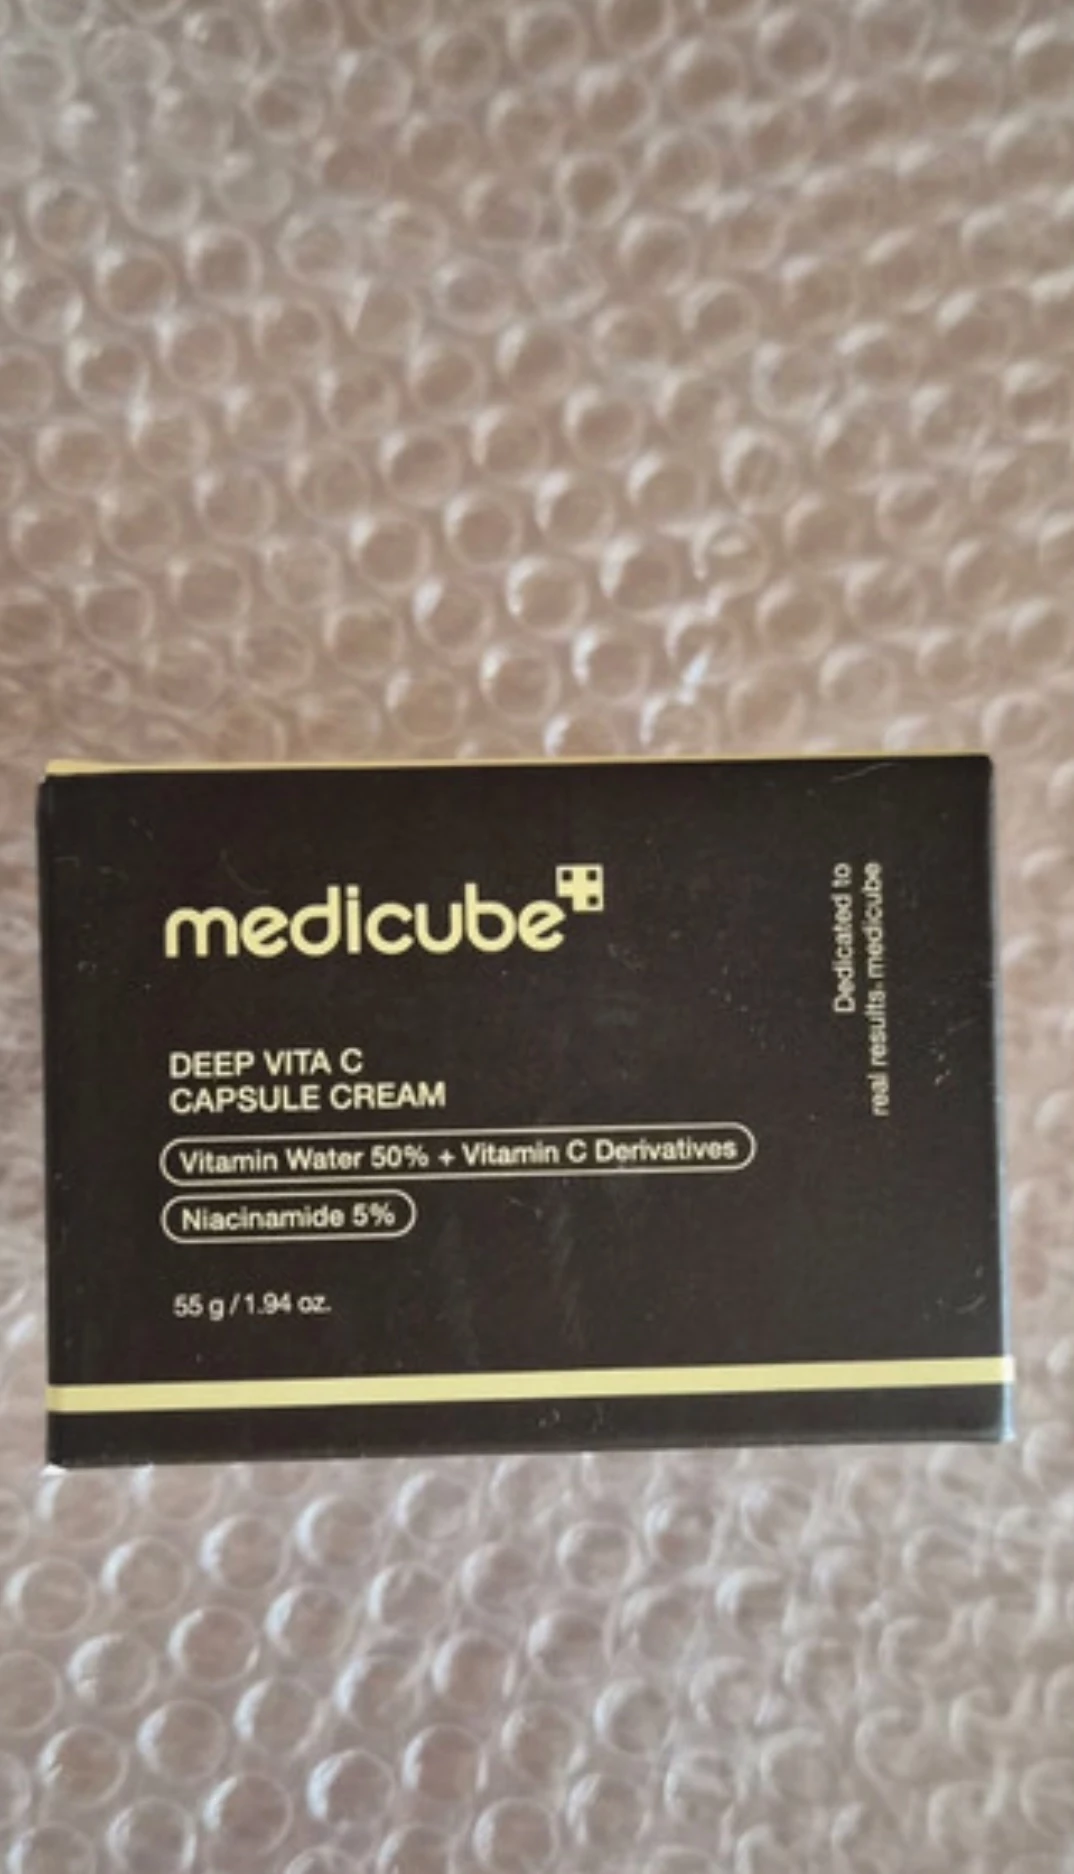 medicube
DEEP VITA C
CAPSULE CREAM
Vitamin Water 50% + Vitamin C Derivatives
Niacinamide 5%
55 g / 1.94 oz.
Dedicated to
real results. medicube